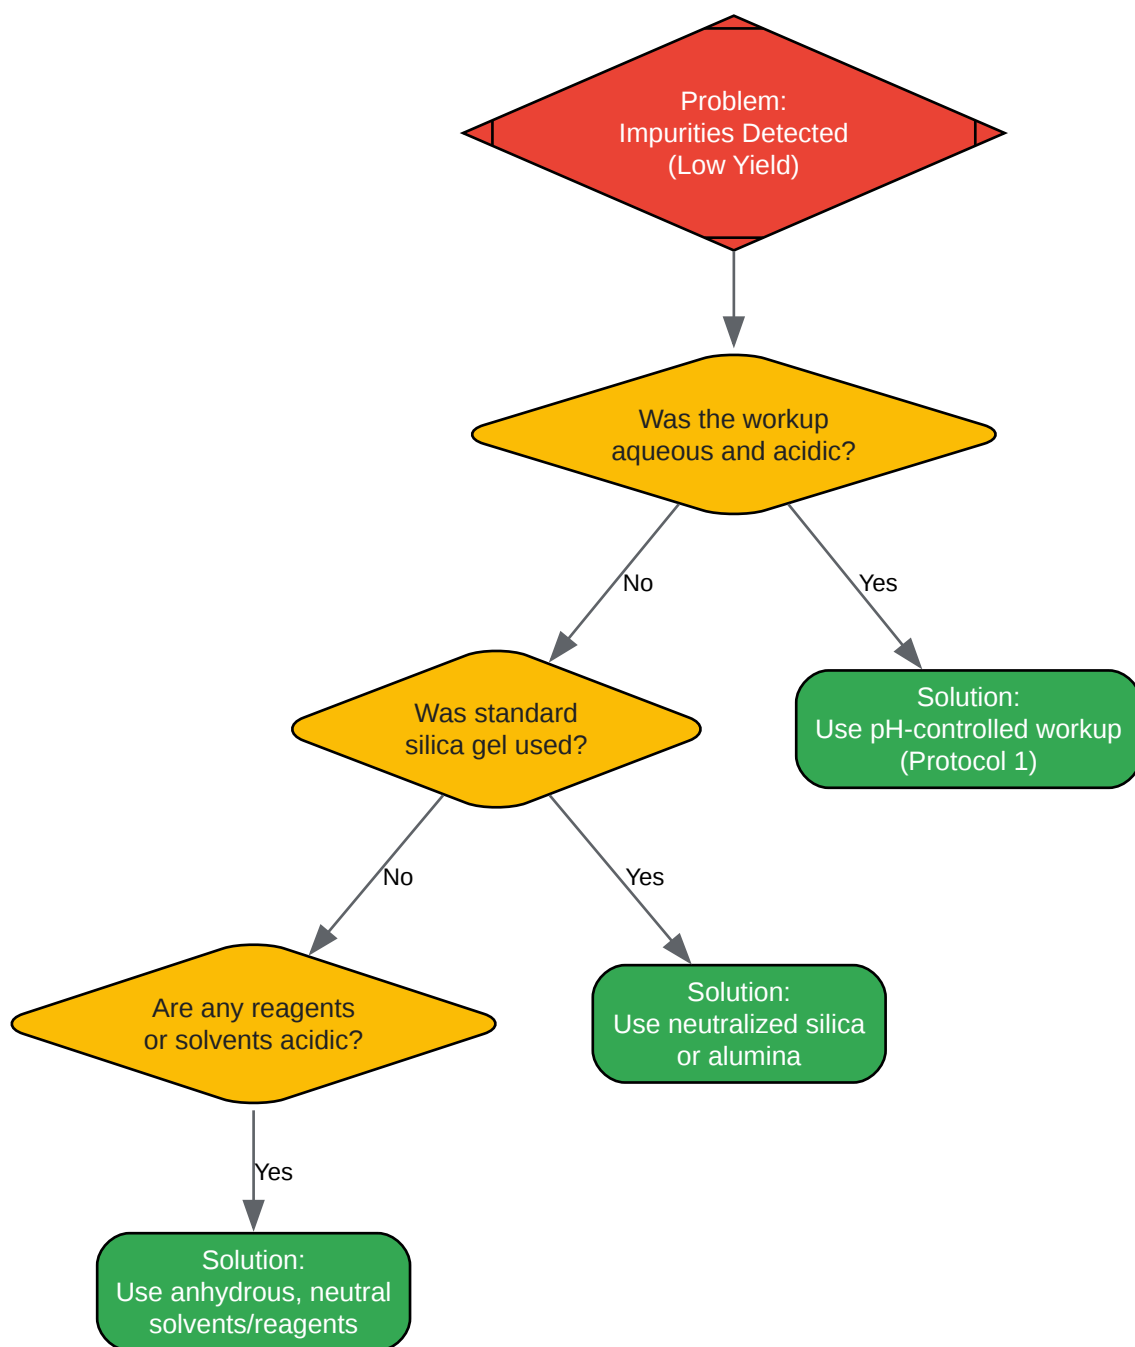 Problem:
Impurities Detected
(Low Yield)
Was the workup
aqueous and acidic?
No
Yes
Was standard
silica gel used?
Solution:
Use pH-controlled workup
(Protocol 1)
No
Yes
Are any reagents
or solvents acidic?
Solution:
Use neutralized silica
or alumina
Yes
Solution:
Use anhydrous, neutral
solvents/reagents